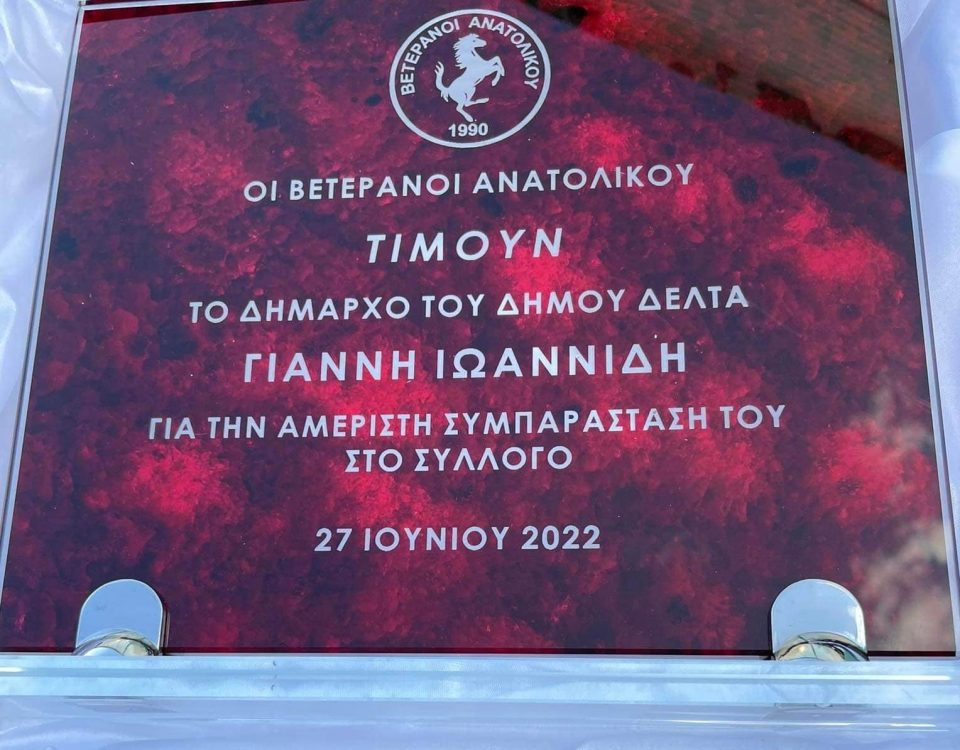 ΒΕΤΕΡΑΝΟΙ ΑΝΑΤΟΛΙΚΟΥ
1990
ΟΙ ΒΕΤΕΡΑΝΟΙ ΑΝΑΤΟΛΙΚΟΥ
ΤΙΜΟΥΝ
ΤΟ ΔΗΜΑΡΧΟ ΤΟΥ ΔΗΜΟΥ ΔΕΛΤΑ
ΓΙΑΝΝΗ ΙΩΑΝΝΙΔΗ
ΓΙΑ ΤΗΝ ΑΜΕΡΙΣΤΗ ΣΥΜΠΑΡΑΣΤΑΣΗ ΤΟΥ
ΣΤΟ ΣΥΛΛΟΓΟ
27 ΙΟΥΝΙΟΥ 2022